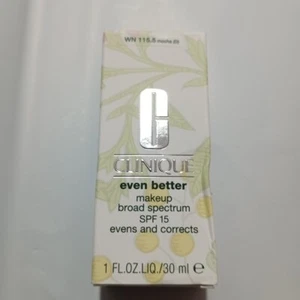 WN 115.5 mocha (D)
C
CLINIQUE
even better
makeup
broad spectrum
SPF 15
evens and corrects
1 FL.OZ.LIQ./30 ml e